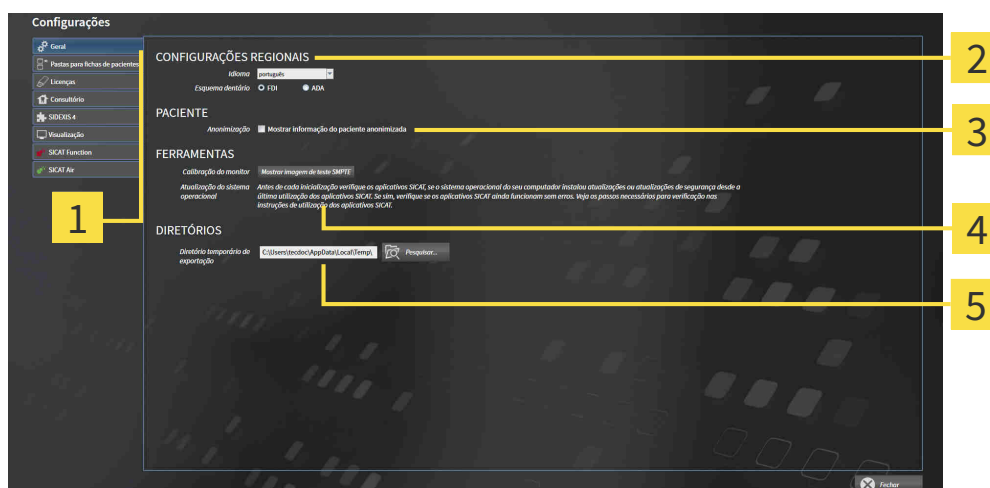 Configurações
Geral
Pastas para fichas de pacientes
Licenças
Consultório
SIDEXIS 4
Visualização
SICAT Function
SICAT Air
1
CONFIGURAÇÕES REGIONAIS
Idioma português
Esquema dentário FDI ADA
2
PACIENTE
Anonimização Mostrar informação do paciente anonimizada
3
FERRAMENTAS
Calibração do monitor Mostrar imagem de teste SMPTE
Atualização do sistema operacional
Antes de cada inicialização verifique os aplicativos SICAT, se o sistema operacional do seu computador instalou atualizações ou atualizações de segurança desde a
última utilização dos aplicativos SICAT. Se sim, verifique se os aplicativos SICAT ainda funcionam sem erros. Veja os passos necessários para verificação nas
instruções de utilização dos aplicativos SICAT.
4
DIRETÓRIOS
Diretório temporário de exportação
C:\Users\tecdoc\AppData\Local\Temp\ Pesquisar...
5
Fechar